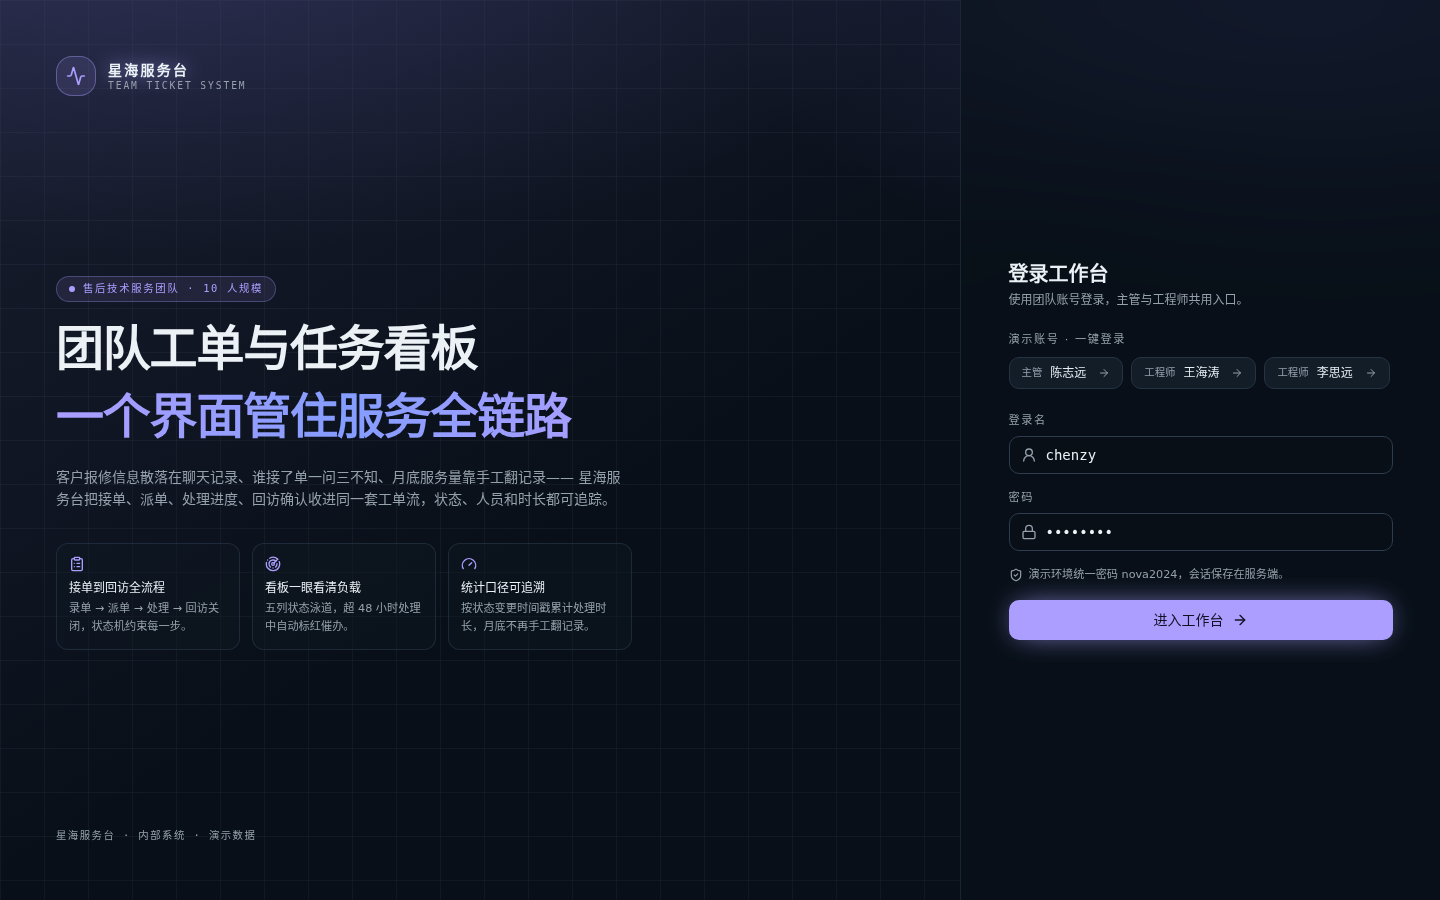 星海服务台
TEAM TICKET SYSTEM
售后技术服务团队 · 10 人规模
团队工单与任务看板
一个界面管住服务全链路
客户报修信息散落在聊天记录、谁接了单一问三不知、月底服务量靠手工翻记录—— 星海服
务台把接单、派单、处理进度、回访确认收进同一套工单流，状态、人员和时长都可追踪。
接单到回访全流程
录单 → 派单 → 处理 → 回访关
闭，状态机约束每一步。
看板一眼看清负载
五列状态泳道，超 48 小时处理
中自动标红催办。
统计口径可追溯
按状态变更时间戳累计处理时
长，月底不再手工翻记录。
星海服务台 · 内部系统 · 演示数据
登录工作台
使用团队账号登录，主管与工程师共用入口。
演示账号 · 一键登录
主管 陈志远 →
工程师 王海涛 →
工程师 李思远 →
登录名
chenzy
密码
••••••••
演示环境统一密码 nova2024，会话保存在服务端。
进入工作台 →